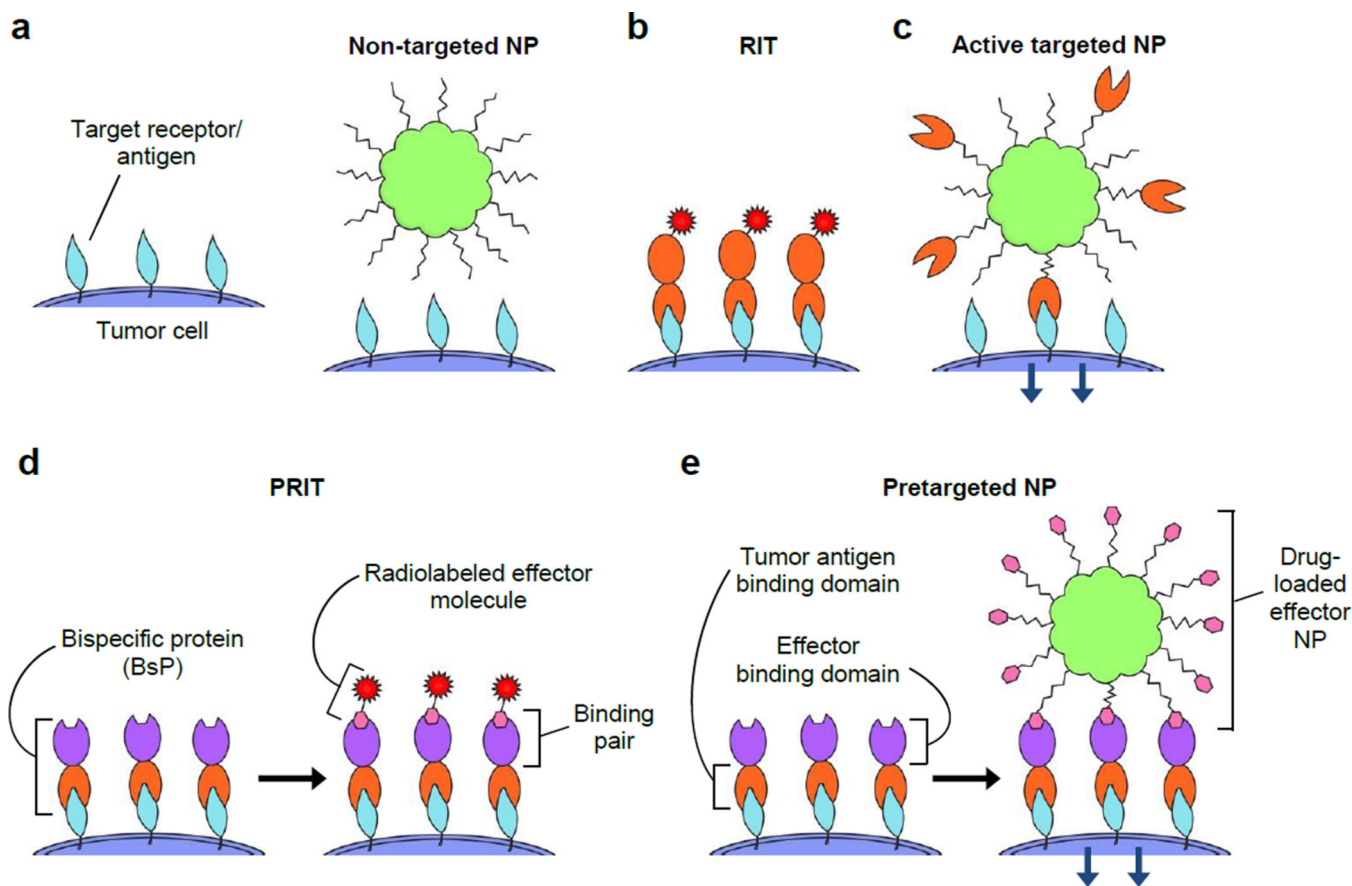 a
Non-targeted NP
Target receptor/
antigen
Tumor cell
b
RIT
c
Active targeted NP
d
PRIT
Bispecific protein
(BsP)
Radiolabeled effector
molecule
Binding
pair
e
Pretargeted NP
Tumor antigen
binding domain
Effector
binding domain
Drug-
loaded
effector
NP